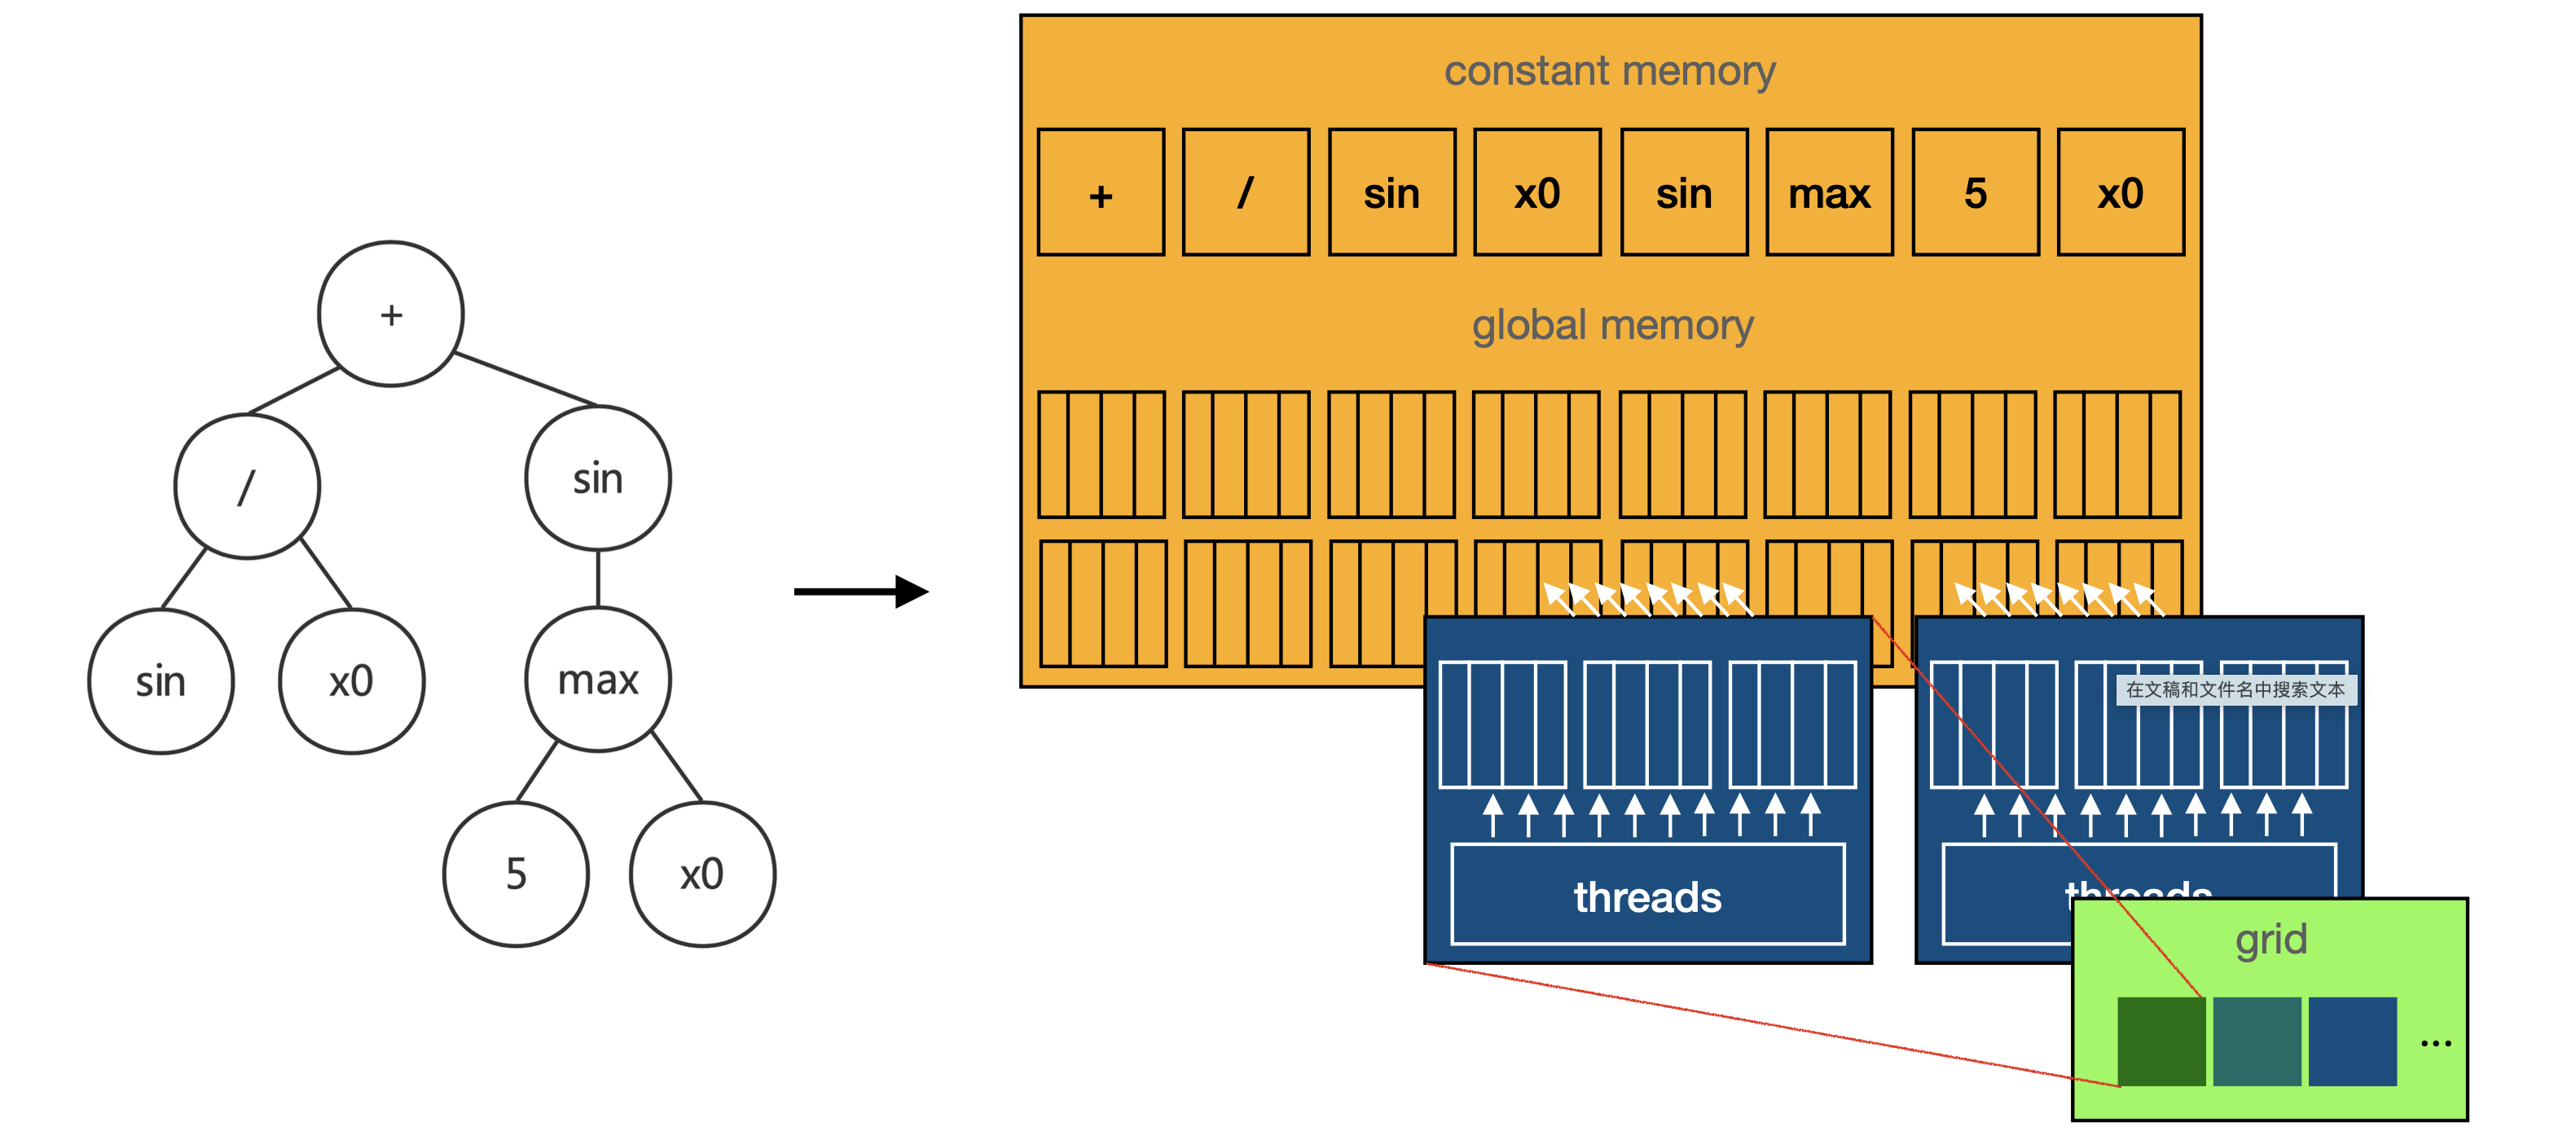 +
/
sin
sin
x0
max
5
x0
constant memory
+ / sin x0 sin max 5 x0
global memory
在文稿和文件名中搜索文本
threads
threads
grid
...